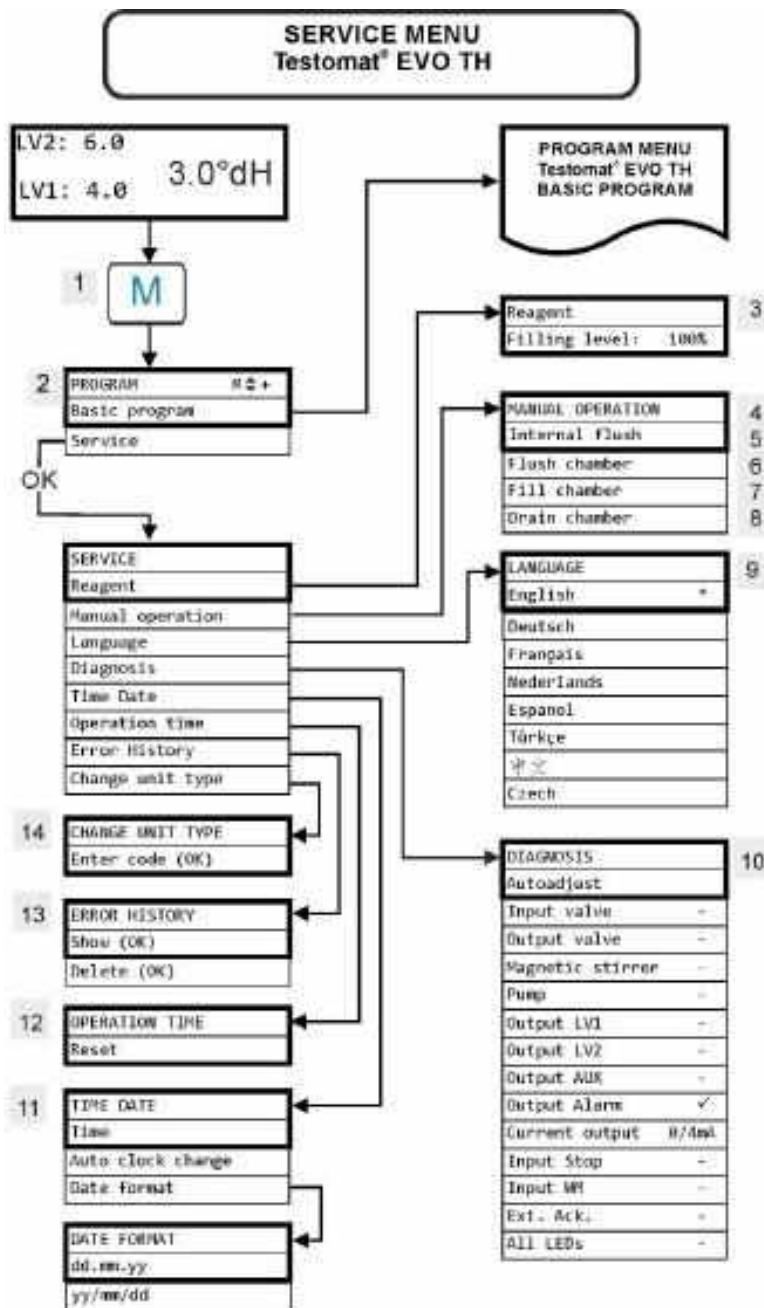 SERVICE MENU
Testomat® EVO TH
LV2: 6.0
3.0°dH
LV1: 4.0
PROGRAM MENU
Testomat® EVO TH
BASIC PROGRAM
1
M
Reagent
3
Filling level: 100%
2
PROGRAM M +
Basic program
Service
OK
MANUAL OPERATION
4
Internal flush
5
Flush chamber
6
Fill chamber
7
Drain chamber
8
SERVICE
Reagent
Manual operation
Language
Diagnosis
Time Date
Operation time
Error History
Change unit type
LANGUAGE
9
English *
Deutsch
Français
Nederlands
Espanol
Türkçe
中文
Czech
14
CHANGE UNIT TYPE
Enter code (OK)
13
ERROR HISTORY
Show (OK)
Delete (OK)
12
OPERATION TIME
Reset
11
TIME DATE
Time
Auto clock change
Date format
DATE FORMAT
dd.mm.yy
yy/mm/dd
DIAGNOSIS
10
Autoadjust
Input valve -
Output valve -
Magnetic stirrer -
Pump -
Output LV1 -
Output LV2 -
Output AUX -
Output Alarm ✓
Current output 0/4mA
Input Stop -
Input WM -
Ext. Ack. -
All LEDs -